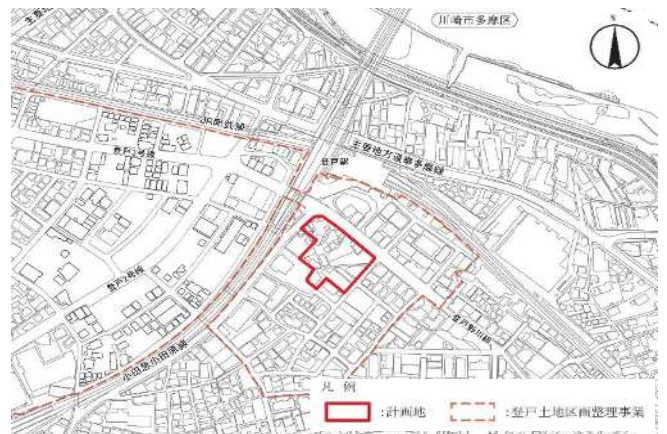 川崎市多摩区
JR南武線
登戸1号線
登戸駅
主要地方道幸多摩線
登戸2号線
小田急小田原線
登戸野川線
凡 例
:計画地
:登戸土地区画整理事業